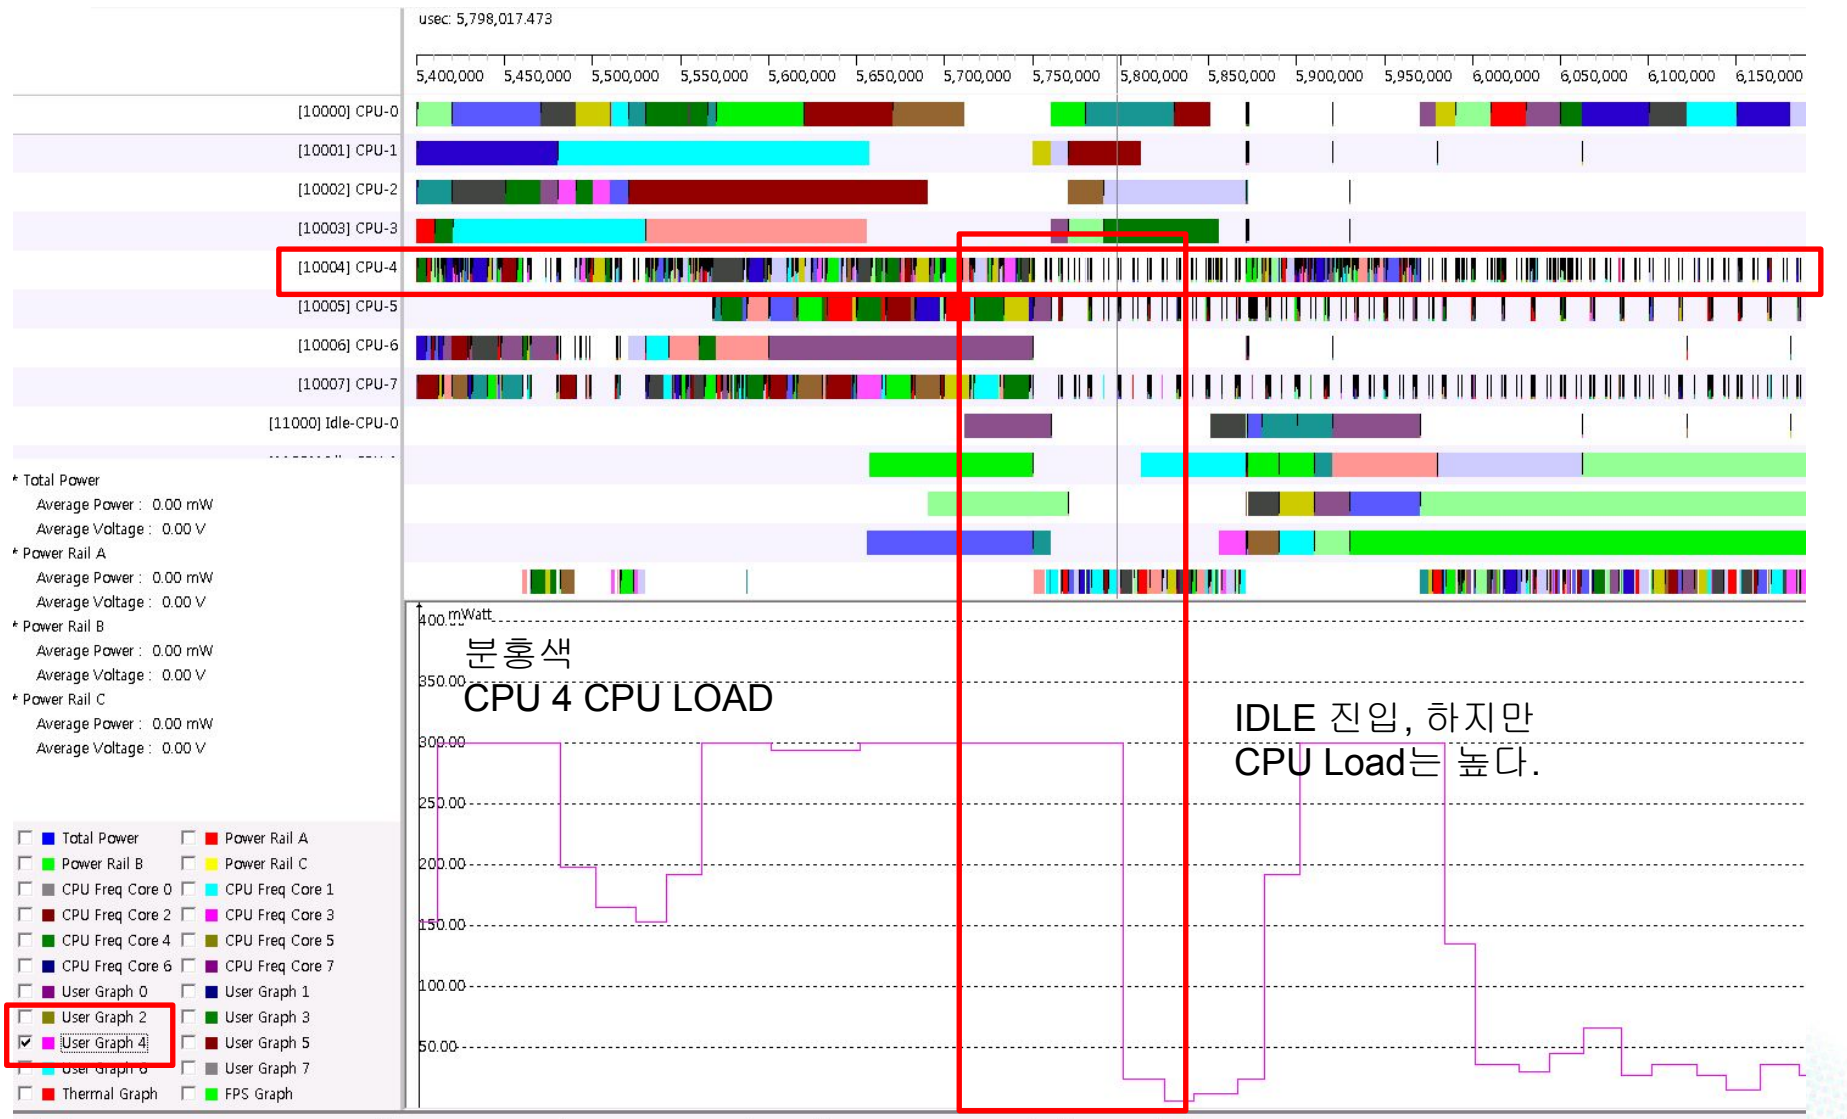 usec: 5,798,017.473
5,400,000 5,450,000 5,500,000 5,550,000 5,600,000 5,650,000 5,700,000 5,750,000 5,800,000 5,850,000 5,900,000 5,950,000 6,000,000 6,050,000 6,100,000 6,150,000
[10000] CPU-0
[10001] CPU-1
[10002] CPU-2
[10003] CPU-3
[10004] CPU-4
[10005] CPU-5
[10006] CPU-6
[10007] CPU-7
[11000] Idle-CPU-0
* Total Power
Average Power : 0.00 mW
Average Voltage : 0.00 V
* Power Rail A
Average Power : 0.00 mW
Average Voltage : 0.00 V
* Power Rail B
Average Power : 0.00 mW
Average Voltage : 0.00 V
* Power Rail C
Average Power : 0.00 mW
Average Voltage : 0.00 V
Total Power Power Rail A
Power Rail B Power Rail C
CPU Freq Core 0 CPU Freq Core 1
CPU Freq Core 2 CPU Freq Core 3
CPU Freq Core 4 CPU Freq Core 5
CPU Freq Core 6 CPU Freq Core 7
User Graph 0 User Graph 1
User Graph 2 User Graph 3
User Graph 4 User Graph 5
User Graph 6 User Graph 7
Thermal Graph FPS Graph
mWatt
400.
350.00
300.00
250.00
200.00
150.00
100.00
50.00
분홍색
CPU 4 CPU LOAD
IDLE 진입, 하지만
CPU Load는 높다.